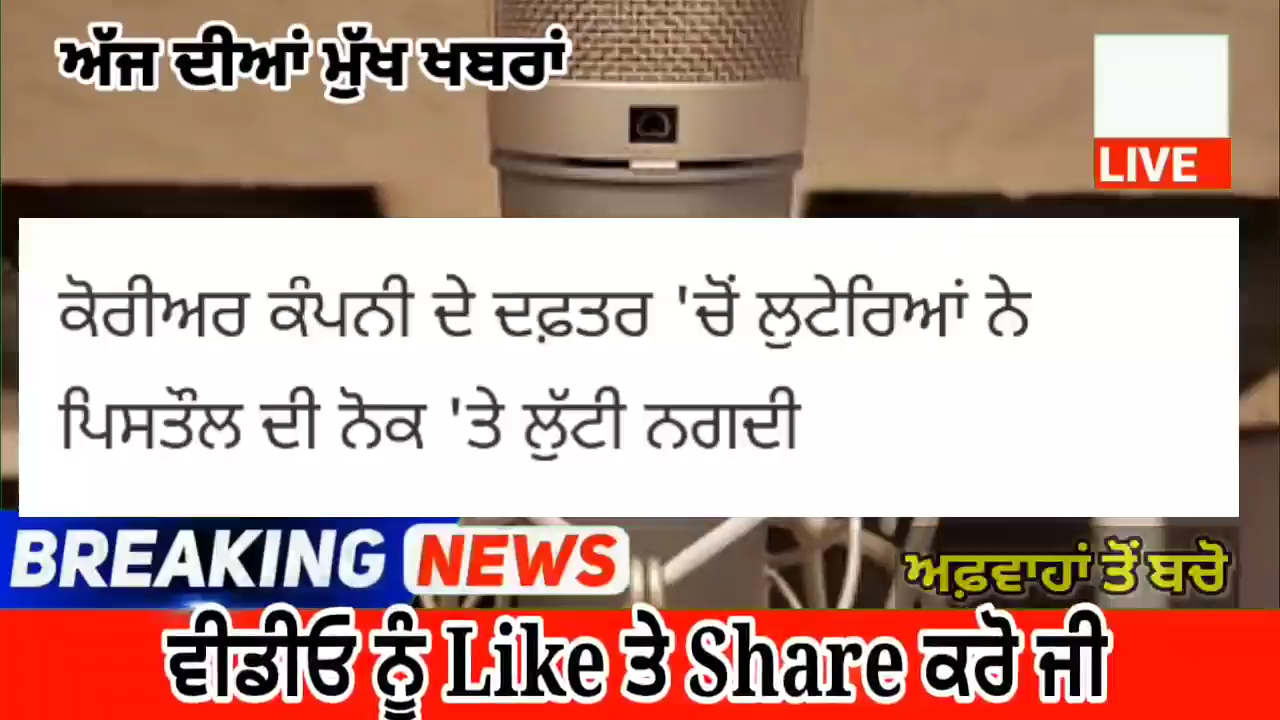 ਅੱਜ ਦੀਆਂ ਮੁੱਖ ਖਬਰਾਂ
LIVE
ਕੋਰੀਅਰ ਕੰਪਨੀ ਦੇ ਦਫ਼ਤਰ 'ਚੋਂ ਲੁਟੇਰਿਆਂ ਨੇ
ਪਿਸਤੌਲ ਦੀ ਨੋਕ 'ਤੇ ਲੁੱਟੀ ਨਗਦੀ
BREAKING NEWS
ਅਫ਼ਵਾਹਾਂ ਤੋਂ ਬਚੋ
ਵੀਡੀਓ ਨੂੰ Like ਤੇ Share ਕਰੋ ਜੀ